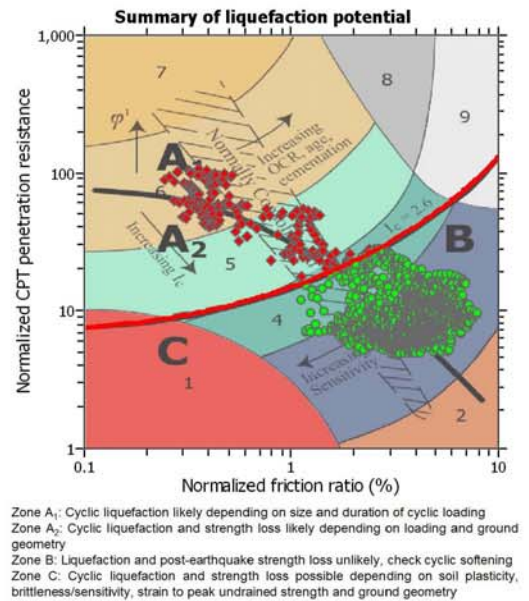 Summary of liquefaction potential
1,000
7
8
9
φ'
Increasing
OCR, age,
cementation
Normally
A1
100
6
A2
Increasing Ic
5
Ic = 2.6
B
Normalized CPT penetration resistance
10
4
C
1
Increasing
Sensitivity
2
1
0.1
1
10
Normalized friction ratio (%)
Zone A₁: Cyclic liquefaction likely depending on size and duration of cyclic loading
Zone A₂: Cyclic liquefaction and strength loss likely depending on loading and ground
geometry
Zone B: Liquefaction and post-earthquake strength loss unlikely, check cyclic softening
Zone C: Cyclic liquefaction and strength loss possible depending on soil plasticity,
brittleness/sensitivity, strain to peak undrained strength and ground geometry